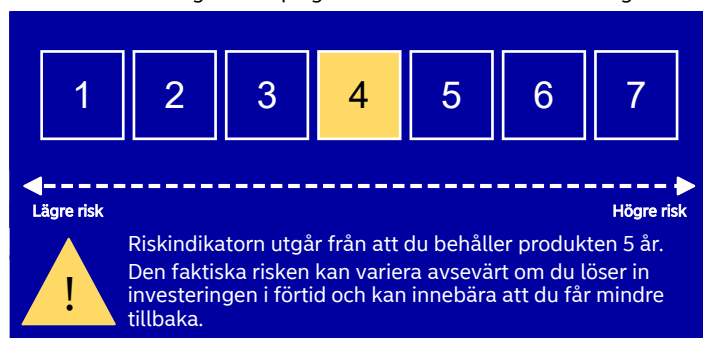 1 2 3 4 5 6 7
Lägre risk Högre risk
Riskindikatorn utgår från att du behåller produkten 5 år.
Den faktiska risken kan variera avsevärt om du löser in
investeringen i förtid och kan innebära att du får mindre
tillbaka.
!